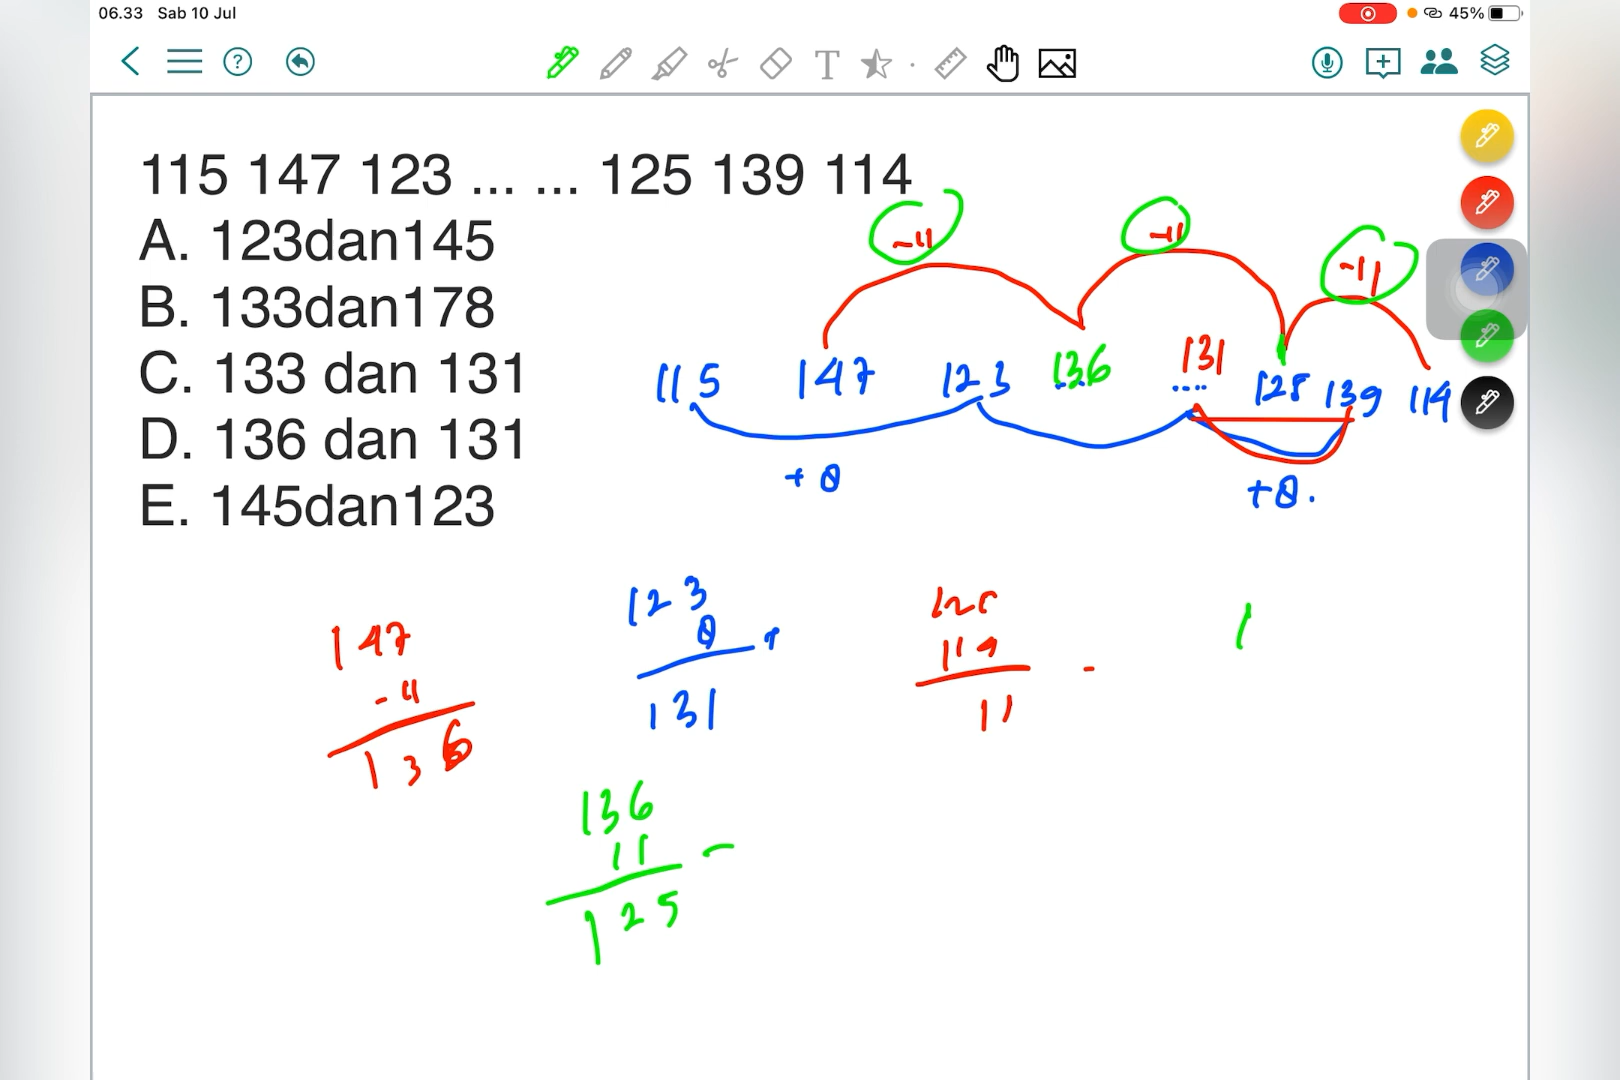 06.33 Sab 10 Jul
45%
T
115 147 123 ... ... 125 139 114
A. 123dan145
B. 133dan178
C. 133 dan 131
D. 136 dan 131
E. 145dan123
-11 -11 -11
115 147 123 136 131 125 139 114
....
+8 +8.
147
-11
136
123
8 +
131
125
114 -
11
1
136
11 -
125